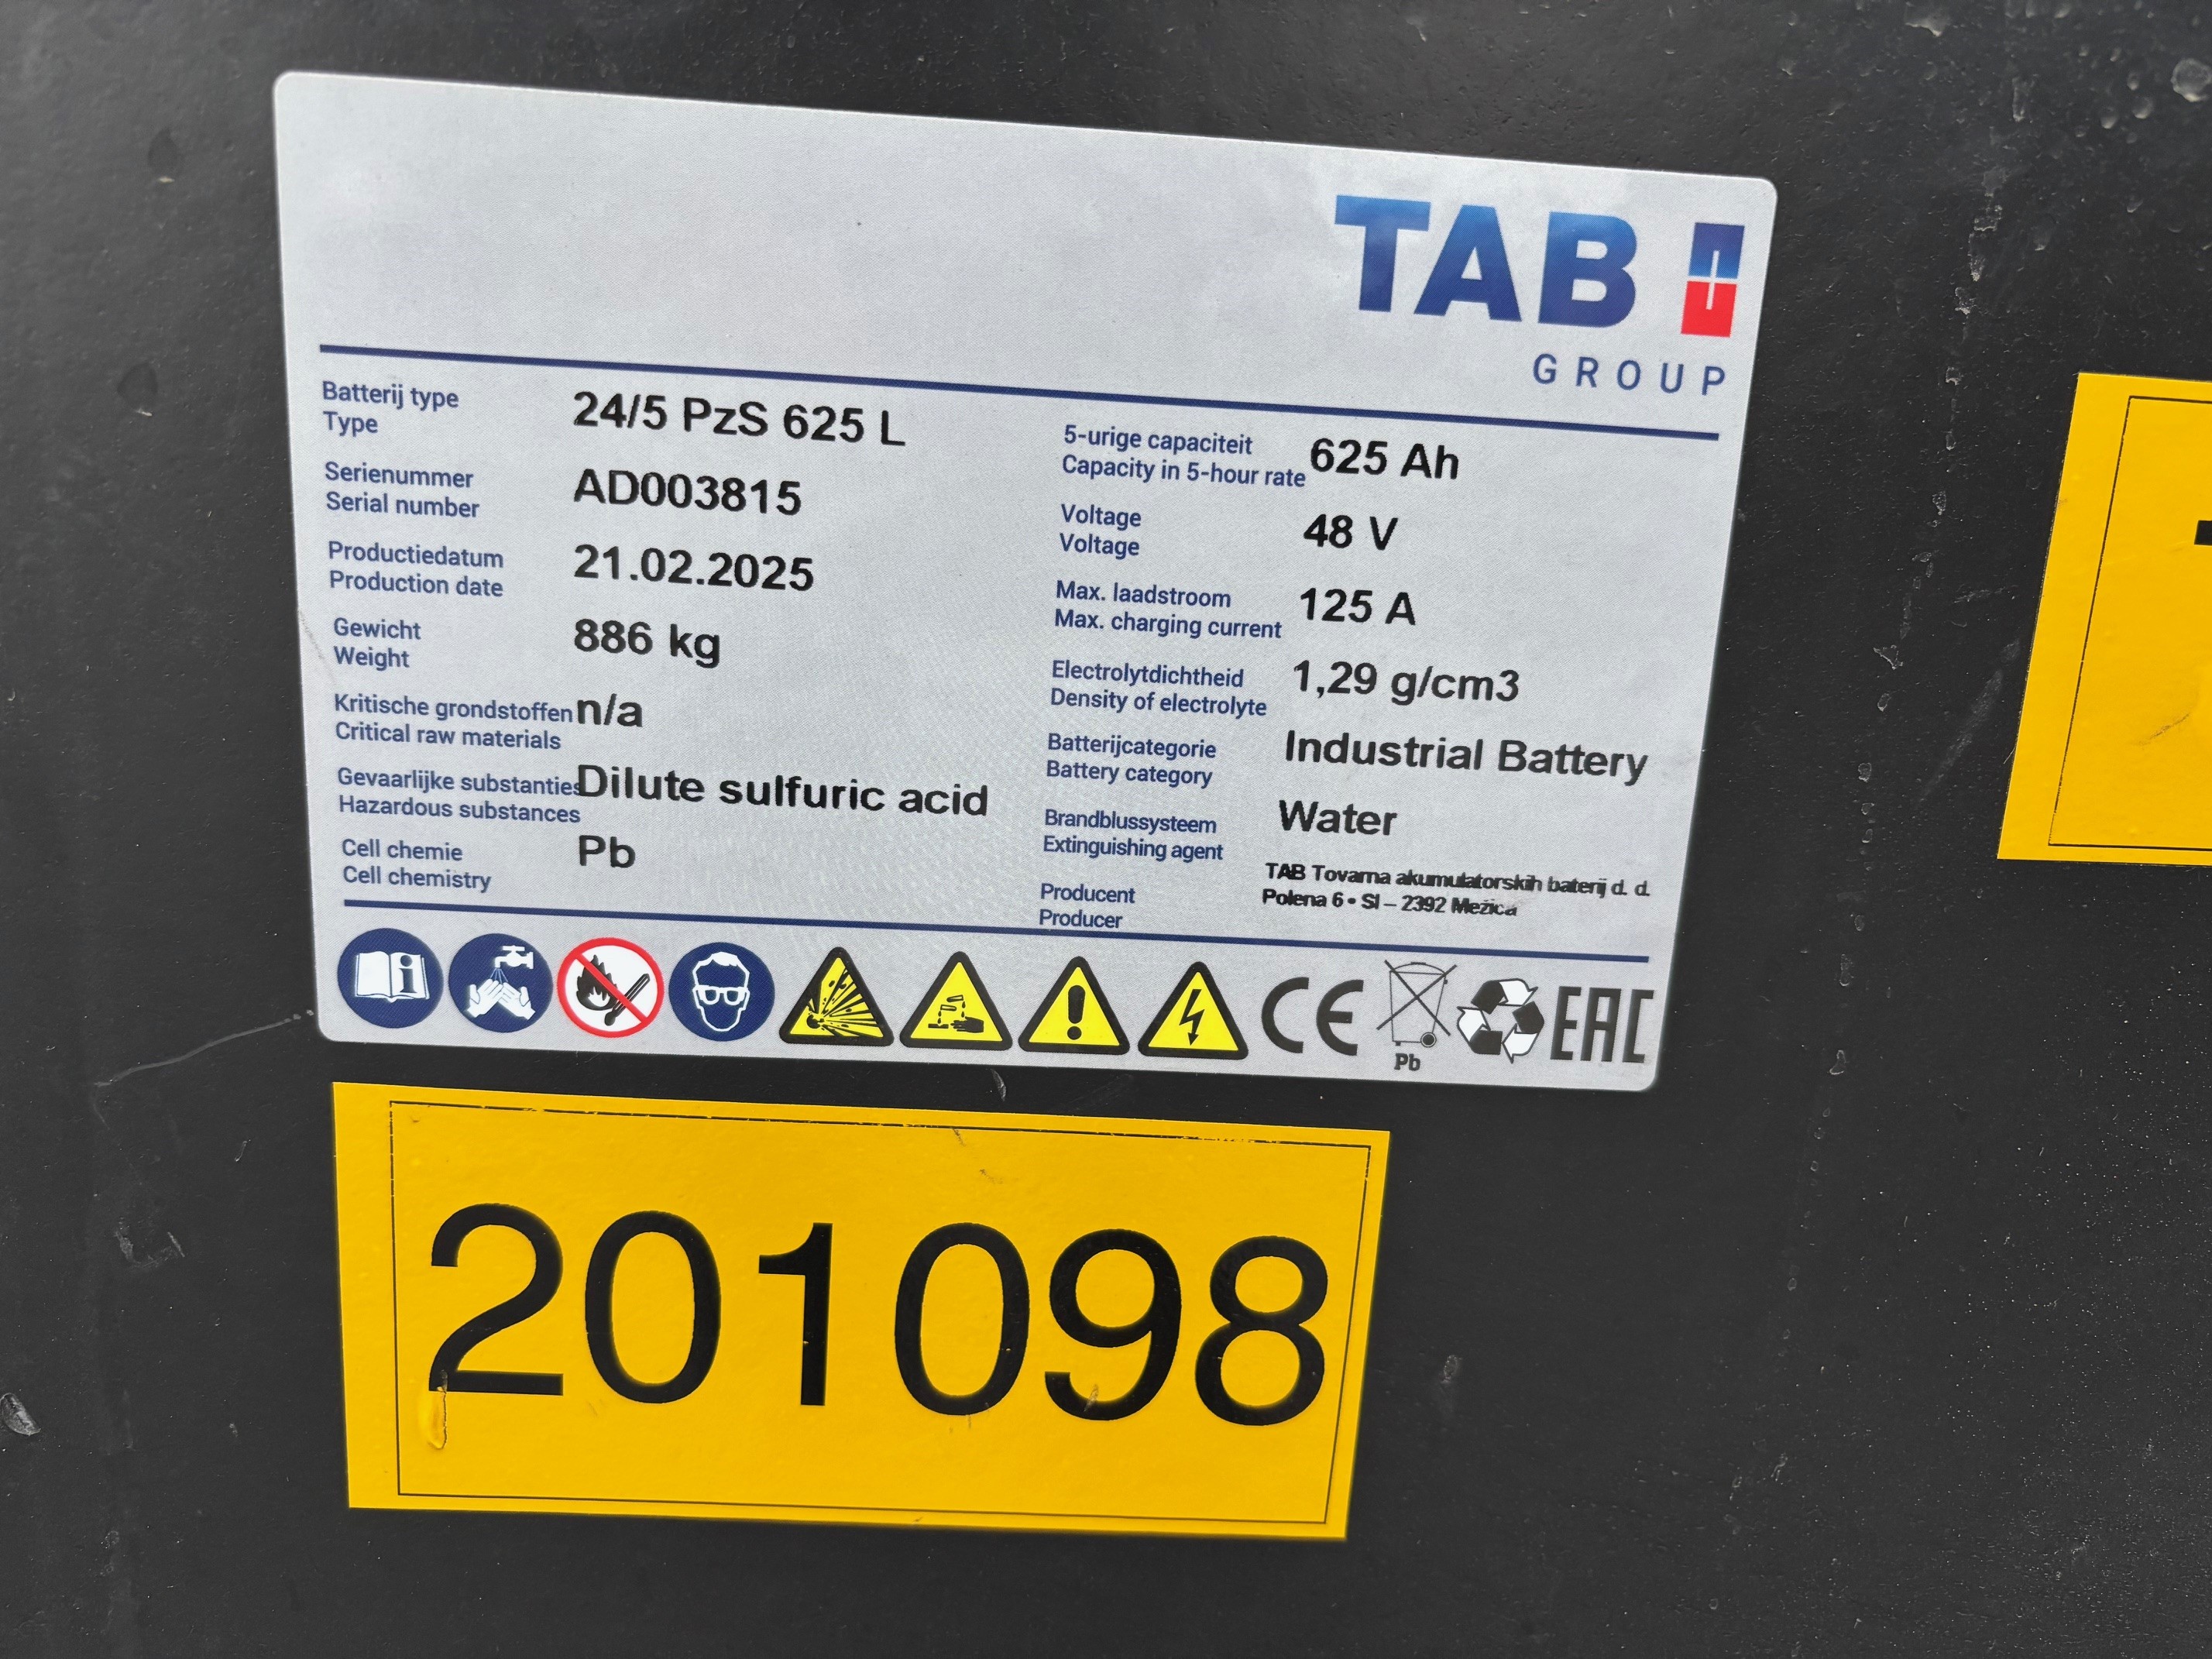 TAB
GROUP
Batterij type
Type
24/5 PzS 625 L
Serienummer
Serial number
AD003815
Productiedatum
Production date
21.02.2025
Gewicht
Weight
886 kg
Kritische grondstoffen
Critical raw materials
n/a
Gevaarlijke substanties
Hazardous substances
Dilute sulfuric acid
Cell chemie
Cell chemistry
Pb
5-urige capaciteit
Capacity in 5-hour rate
625 Ah
Voltage
Voltage
48 V
Max. laadstroom
Max. charging current
125 A
Electrolytdichtheid
Density of electrolyte
1,29 g/cm3
Batterijcategorie
Battery category
Industrial Battery
Brandblussysteem
Extinguishing agent
Water
Producent
Producer
TAB Tovarna akumulatorskih baterij d. d.
Polena 6 • SI – 2392 Mežica
CE
Pb
EAC
201098